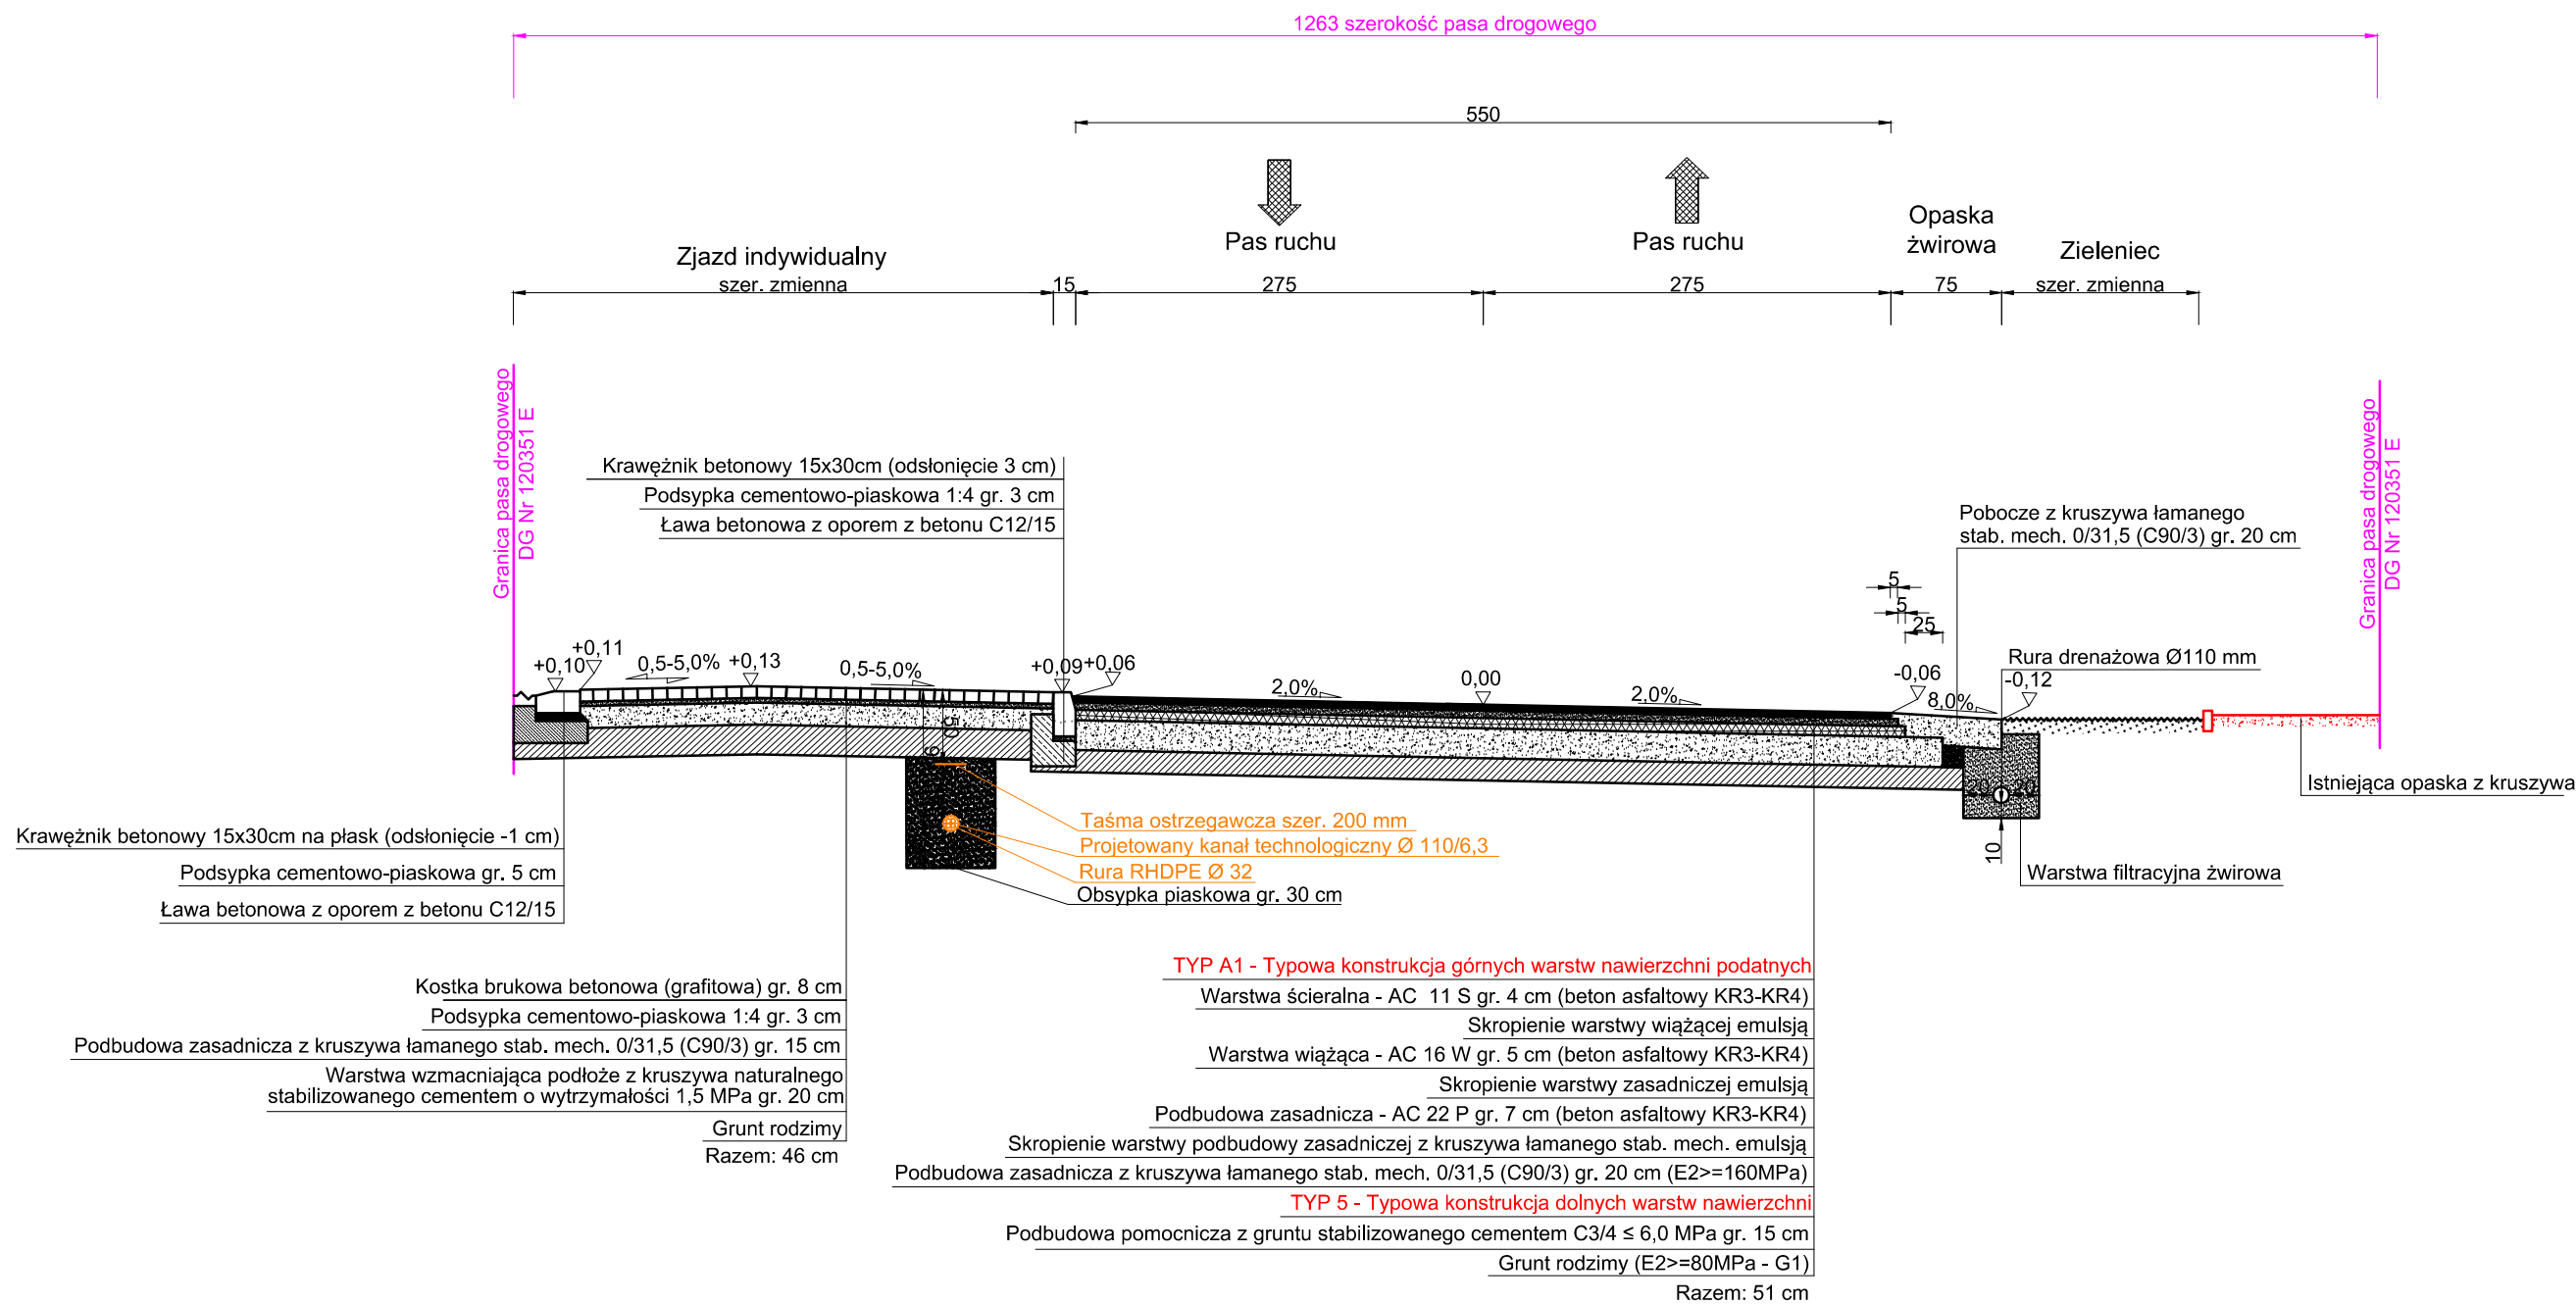 1263 szerokość pasa drogowego
550
Pas ruchu
Pas ruchu
Opaska
żwirowa
Zieleniec
Zjazd indywidualny
szer. zmienna
15
275
275
75
szer. zmienna
Granica pasa drogowego
DG Nr 120351 E
Granica pasa drogowego
DG Nr 120351 E
Krawężnik betonowy 15x30cm (odsłonięcie 3 cm)
Podsypka cementowo-piaskowa 1:4 gr. 3 cm
Ława betonowa z oporem z betonu C12/15
Pobocze z kruszywa łamanego
stab. mech. 0/31,5 (C90/3) gr. 20 cm
5
5
25
Rura drenażowa Ø110 mm
+0,10
+0,11
0,5-5,0%
+0,13
0,5-5,0%
+0,09
+0,06
2,0%
0,00
2,0%
-0,06
8,0%
-0,12
50
20
20
10
Istniejąca opaska z kruszywa
Warstwa filtracyjna żwirowa
Taśma ostrzegawcza szer. 200 mm
Projetowany kanał technologiczny Ø 110/6,3
Rura RHDPE Ø 32
Obsypka piaskowa gr. 30 cm
Krawężnik betonowy 15x30cm na płask (odsłonięcie -1 cm)
Podsypka cementowo-piaskowa gr. 5 cm
Ława betonowa z oporem z betonu C12/15
Kostka brukowa betonowa (grafitowa) gr. 8 cm
Podsypka cementowo-piaskowa 1:4 gr. 3 cm
Podbudowa zasadnicza z kruszywa łamanego stab. mech. 0/31,5 (C90/3) gr. 15 cm
Warstwa wzmacniająca podłoże z kruszywa naturalnego
stabilizowanego cementem o wytrzymałości 1,5 MPa gr. 20 cm
Grunt rodzimy
Razem: 46 cm
TYP A1 - Typowa konstrukcja górnych warstw nawierzchni podatnych
Warstwa ścieralna - AC 11 S gr. 4 cm (beton asfaltowy KR3-KR4)
Skropienie warstwy wiążącej emulsją
Warstwa wiążąca - AC 16 W gr. 5 cm (beton asfaltowy KR3-KR4)
Skropienie warstwy zasadniczej emulsją
Podbudowa zasadnicza - AC 22 P gr. 7 cm (beton asfaltowy KR3-KR4)
Skropienie warstwy podbudowy zasadniczej z kruszywa łamanego stab. mech. emulsją
Podbudowa zasadnicza z kruszywa łamanego stab. mech. 0/31,5 (C90/3) gr. 20 cm (E2>=160MPa)
TYP 5 - Typowa konstrukcja dolnych warstw nawierzchni
Podbudowa pomocnicza z gruntu stabilizowanego cementem C3/4 ≤ 6,0 MPa gr. 15 cm
Grunt rodzimy (E2>=80MPa - G1)
Razem: 51 cm